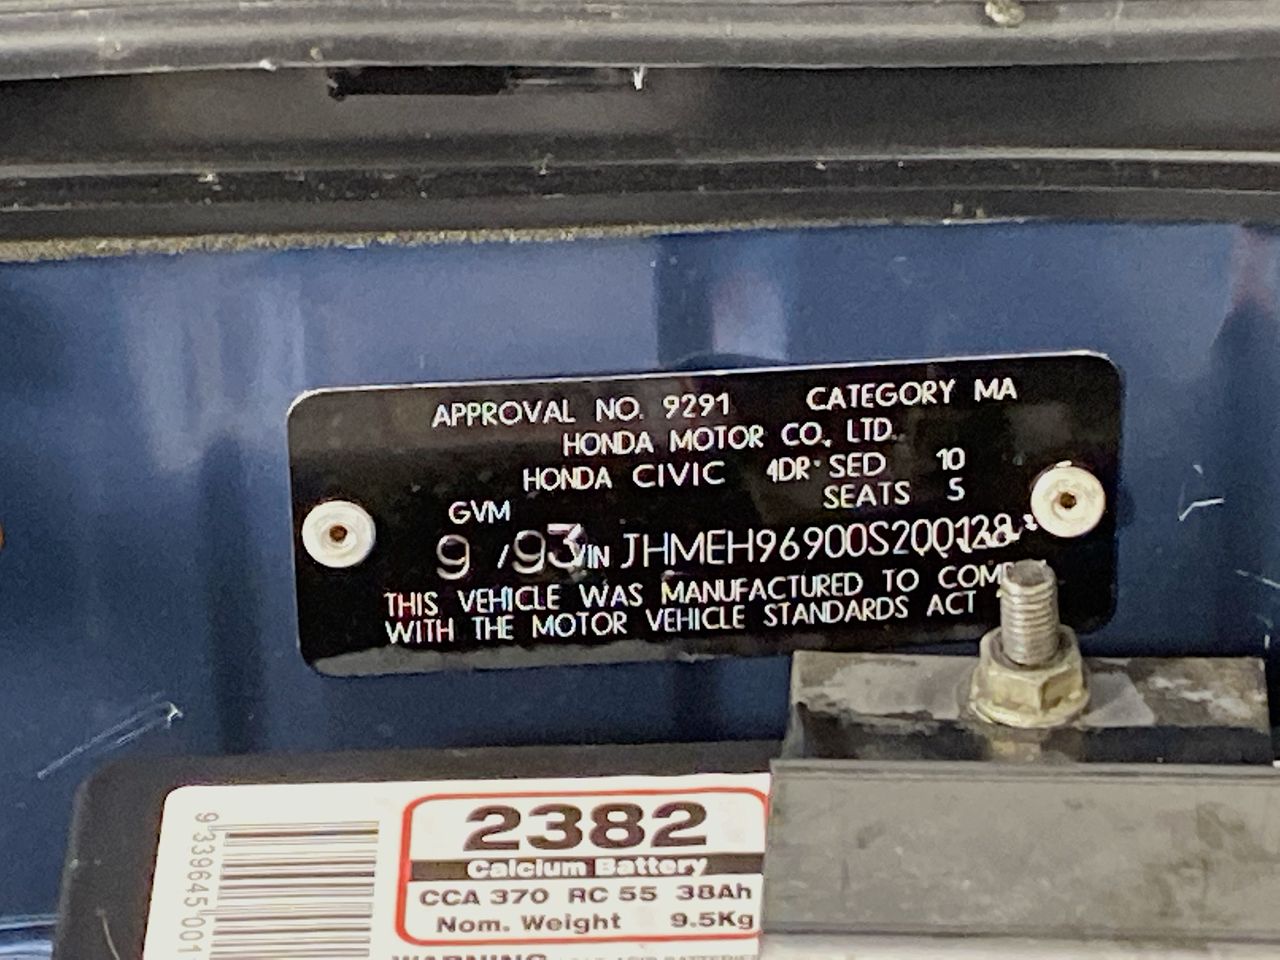 APPROVAL NO. 9291 CATEGORY MA
HONDA MOTOR CO., LTD.
HONDA CIVIC 4DR SED 10
GVM SEATS 5
9 /93 VIN
THIS VEHICLE WAS MANUFACTURED TO
WITH THE MOTOR VEHICLE STANDARDS ACT
2382
Calcium Battery
CCA 370 RC 55 38Ah
Nom. Weight 9.5Kg
WARNING